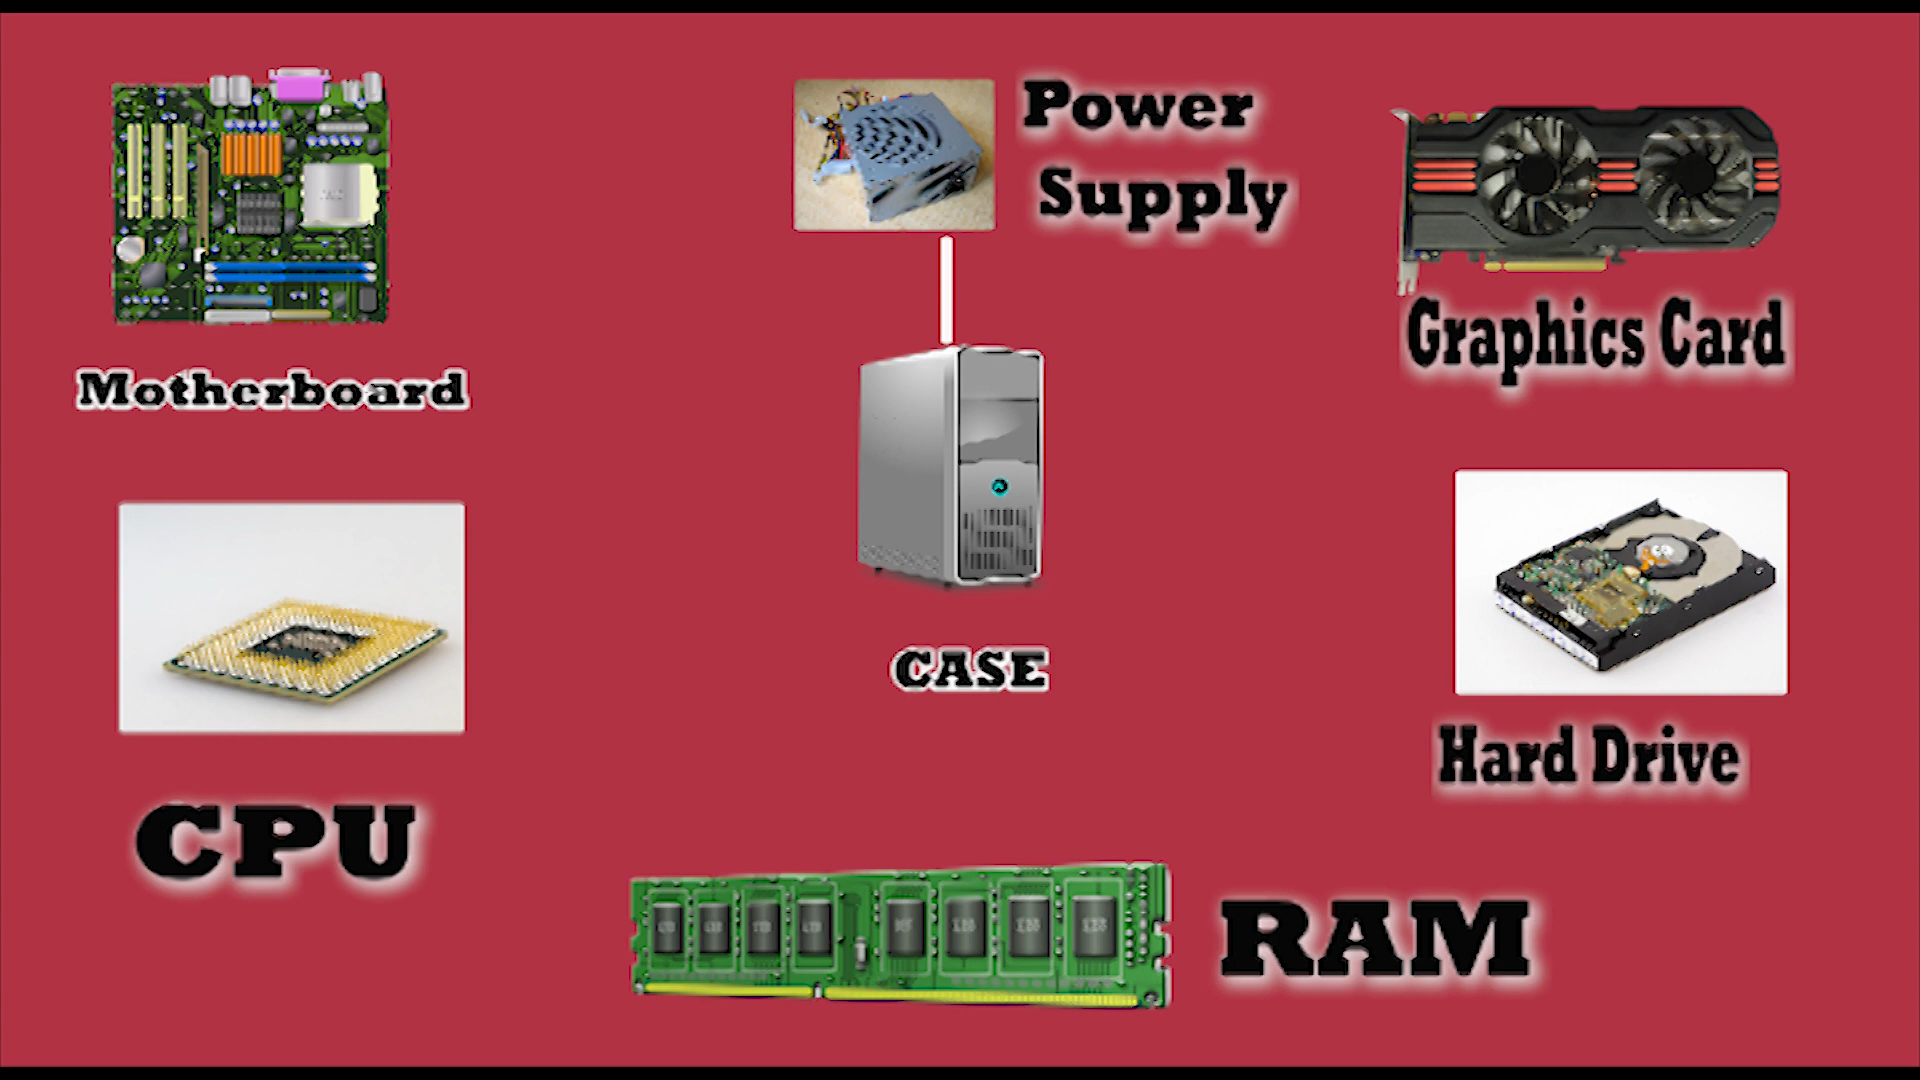 Power
Supply
Graphics Card
Motherboard
CASE
Hard Drive
CPU
RAM